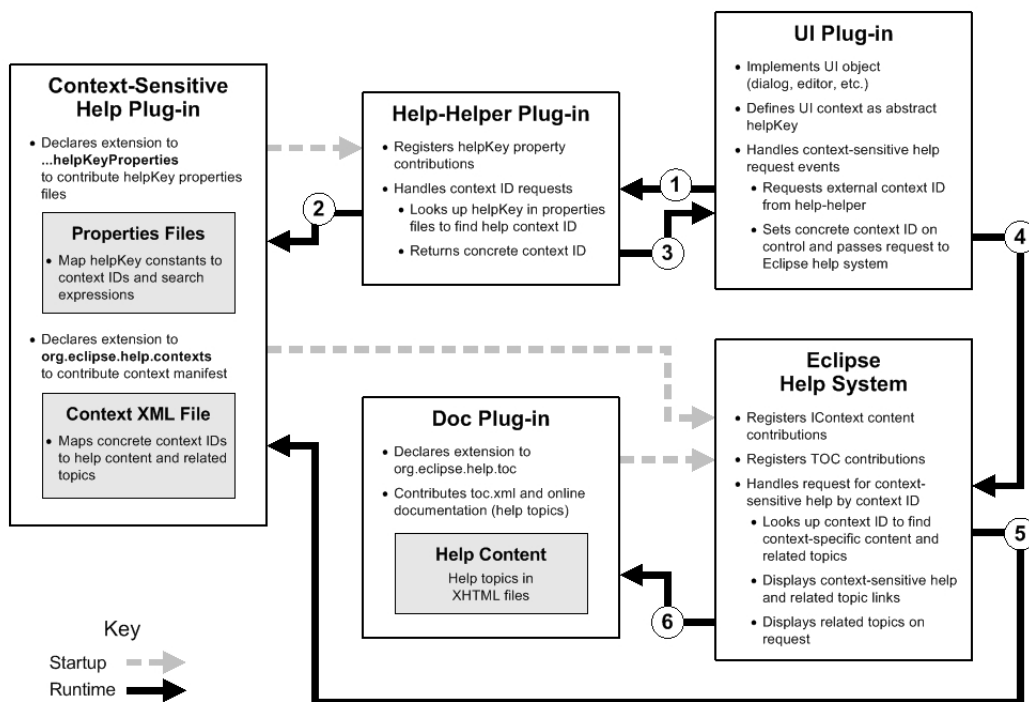 Context-Sensitive
Help Plug-in
• Declares extension to
...helpKeyProperties
to contribute helpKey properties
files
Properties Files
• Map helpKey constants to
context IDs and search
expressions
• Declares extension to
org.eclipse.help.contexts
to contribute context manifest
Context XML File
• Maps concrete context IDs
to help content and related
topics
Help-Helper Plug-in
• Registers helpKey property
contributions
• Handles context ID requests
• Looks up helpKey in properties
files to find help context ID
• Returns concrete context ID
UI Plug-in
• Implements UI object
(dialog, editor, etc.)
• Defines UI context as abstract
helpKey
• Handles context-sensitive help
request events
• Requests external context ID
from help-helper
• Sets concrete context ID on
control and passes request to
Eclipse help system
1
2
3
4
Doc Plug-in
• Declares extension to
org.eclipse.help.toc
• Contributes toc.xml and online
documentation (help topics)
Help Content
Help topics in
XHTML files
Eclipse
Help System
• Registers IContext content
contributions
• Registers TOC contributions
• Handles request for context-
sensitive help by context ID
• Looks up context ID to find
context-specific content and
related topics
• Displays context-sensitive help
and related topic links
• Displays related topics on
request
5
6
Key
Startup
Runtime